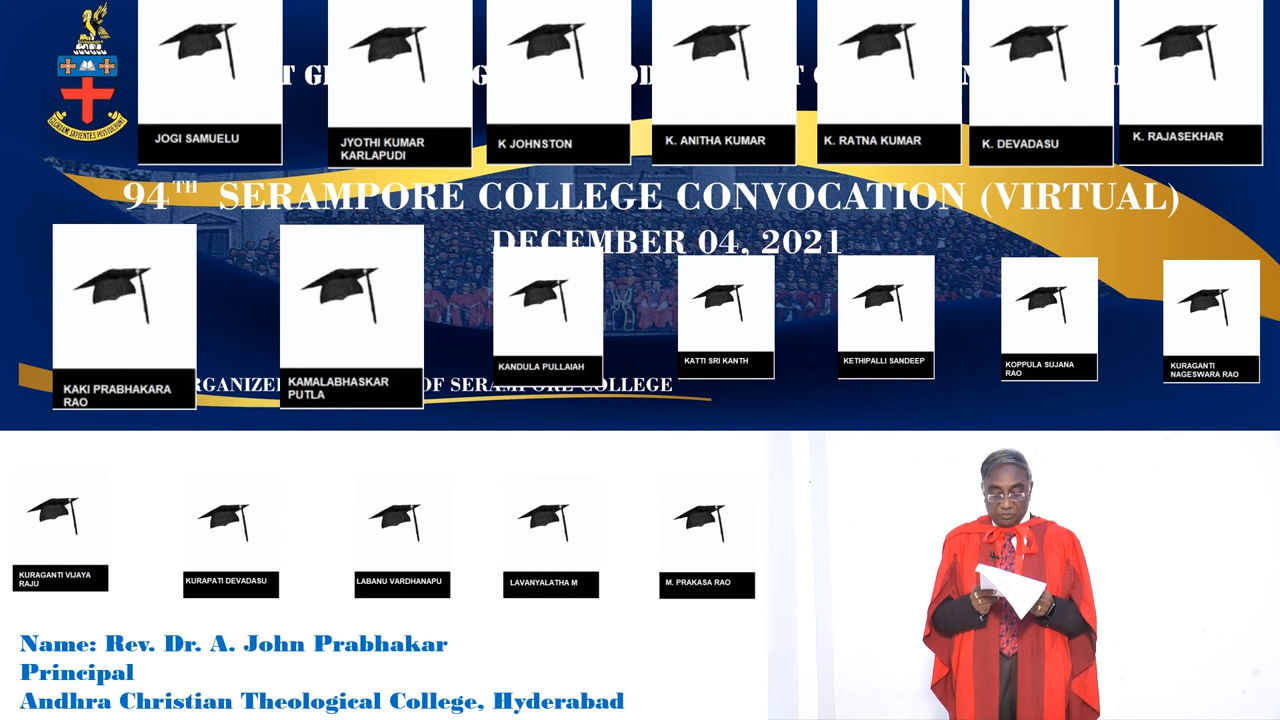 JOGI SAMUELU
JYOTHI KUMAR
KARLAPUDI
K JOHNSTON
K. ANITHA KUMAR
K. RATNA KUMAR
K. DEVADASU
K. RAJASEKHAR
94TH SERAMPORE COLLEGE CONVOCATION (VIRTUAL)
DECEMBER 04, 2021
KAKI PRABHAKARA
RAO
KAMALABHASKAR
PUTLA
KANDULA PULLAIAH
KATTI SRI KANTH
KETHIPALLI SANDEEP
KOPPULA SUJANA
RAO
KURAGANTI
NAGESWARA RAO
OF SERAMPORE COLLEGE
KURAGANTI VIJAYA
RAJU
KURAPATI DEVADASU
LABANU VARDHANAPU
LAVANYALATHA M
M. PRAKASA RAO
Name: Rev. Dr. A. John Prabhakar
Principal
Andhra Christian Theological College, Hyderabad